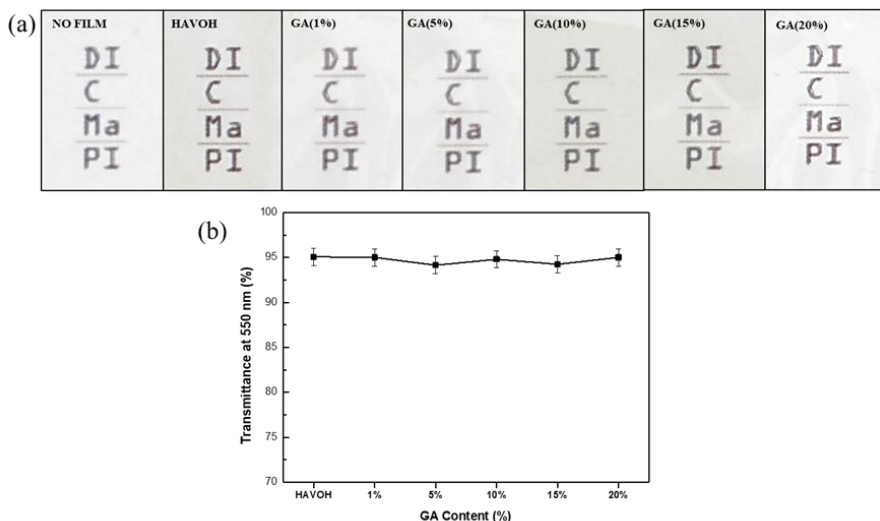 (a)
NO FILM
DI
C
Ma
PI
HAVOH
DI
C
Ma
PI
GA(1%)
DI
C
Ma
PI
GA(5%)
DI
C
Ma
PI
GA(10%)
DI
C
Ma
PI
GA(15%)
DI
C
Ma
PI
GA(20%)
DI
C
Ma
PI
(b)
Transmittance at 550 nm (%)
100
95
90
85
80
75
70
HAVOH 1% 5% 10% 15% 20%
GA Content (%)